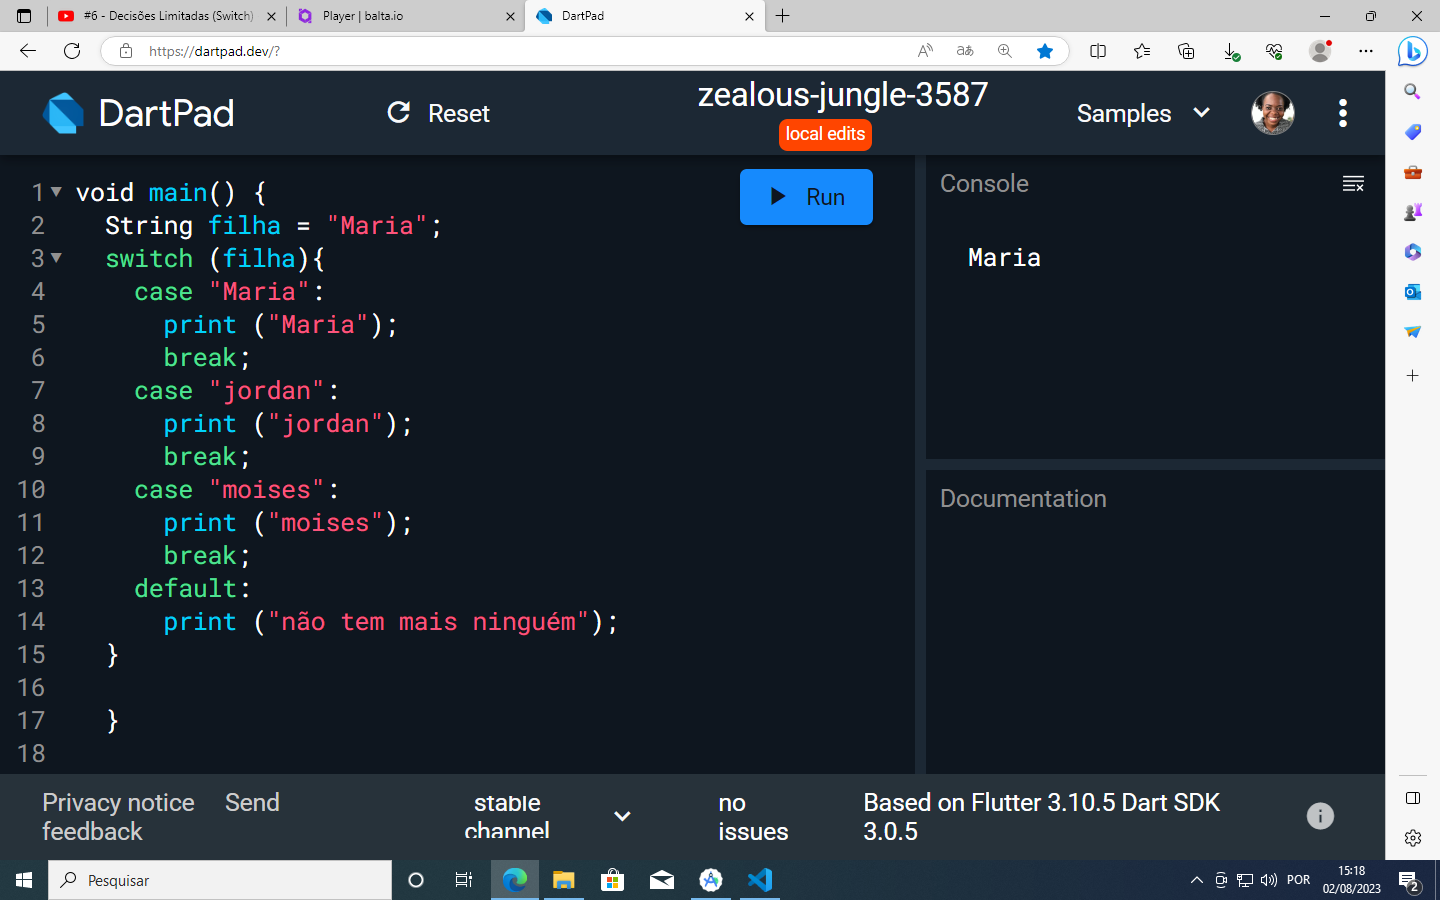 #6 - Decisões Limitadas (Switch)
Player | balta.io
DartPad
https://dartpad.dev/?
DartPad
Reset
zealous-jungle-3587
local edits
Samples
1 void main() {
2 String filha = "Maria";
3 switch (filha){
4 case "Maria":
5 print ("Maria");
6 break;
7 case "jordan":
8 print ("jordan");
9 break;
10 case "moises":
11 print ("moises");
12 break;
13 default:
14 print ("não tem mais ninguém");
15 }
16
17 }
18
Run
Console
Maria
Documentation
Privacy notice Send
feedback
stable
channel
no
issues
Based on Flutter 3.10.5 Dart SDK
3.0.5
Pesquisar
POR
15:18
02/08/2023
2